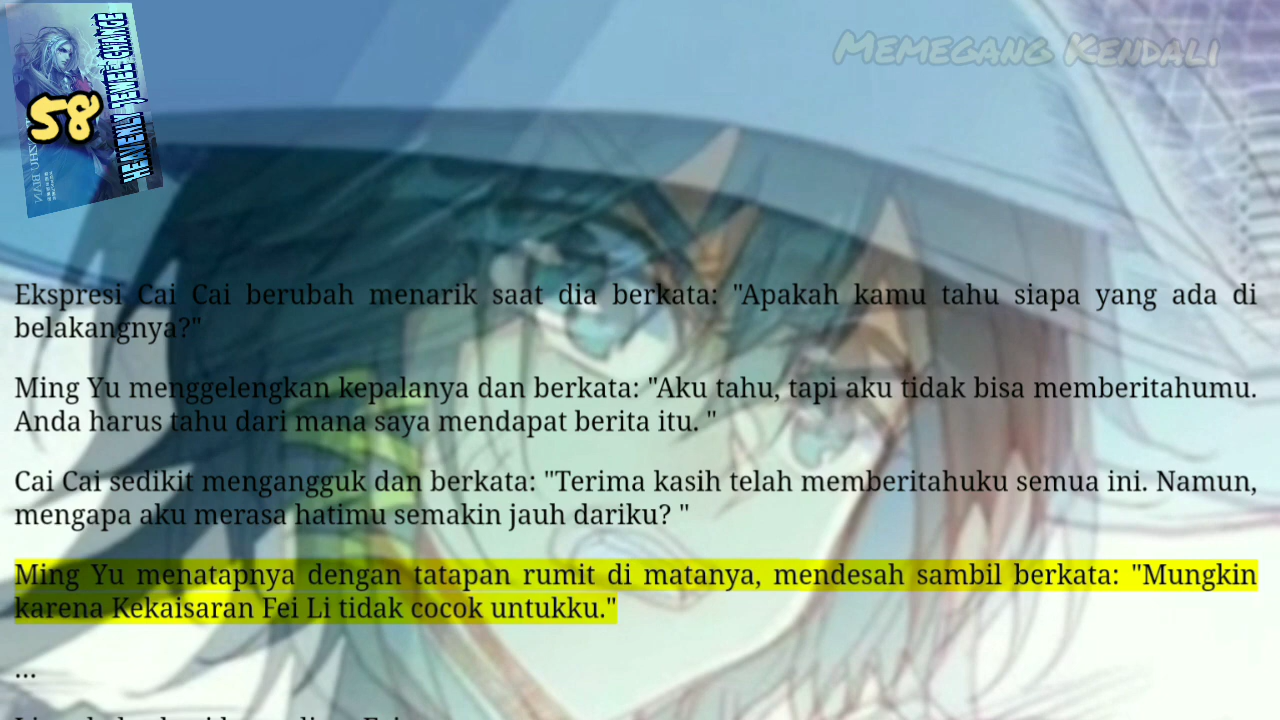 HEAVENLY JEWEL CHANGE
58
Memegang Kendali
Ekspresi Cai Cai berubah menarik saat dia berkata: "Apakah kamu tahu siapa yang ada di
belakangnya?"
Ming Yu menggelengkan kepalanya dan berkata: "Aku tahu, tapi aku tidak bisa memberitahumu.
Anda harus tahu dari mana saya mendapat berita itu. "
Cai Cai sedikit mengangguk dan berkata: "Terima kasih telah memberitahuku semua ini. Namun,
mengapa aku merasa hatimu semakin jauh dariku? "
Ming Yu menatapnya dengan tatapan rumit di matanya, mendesah sambil berkata: "Mungkin
karena Kekaisaran Fei Li tidak cocok untukku."
...